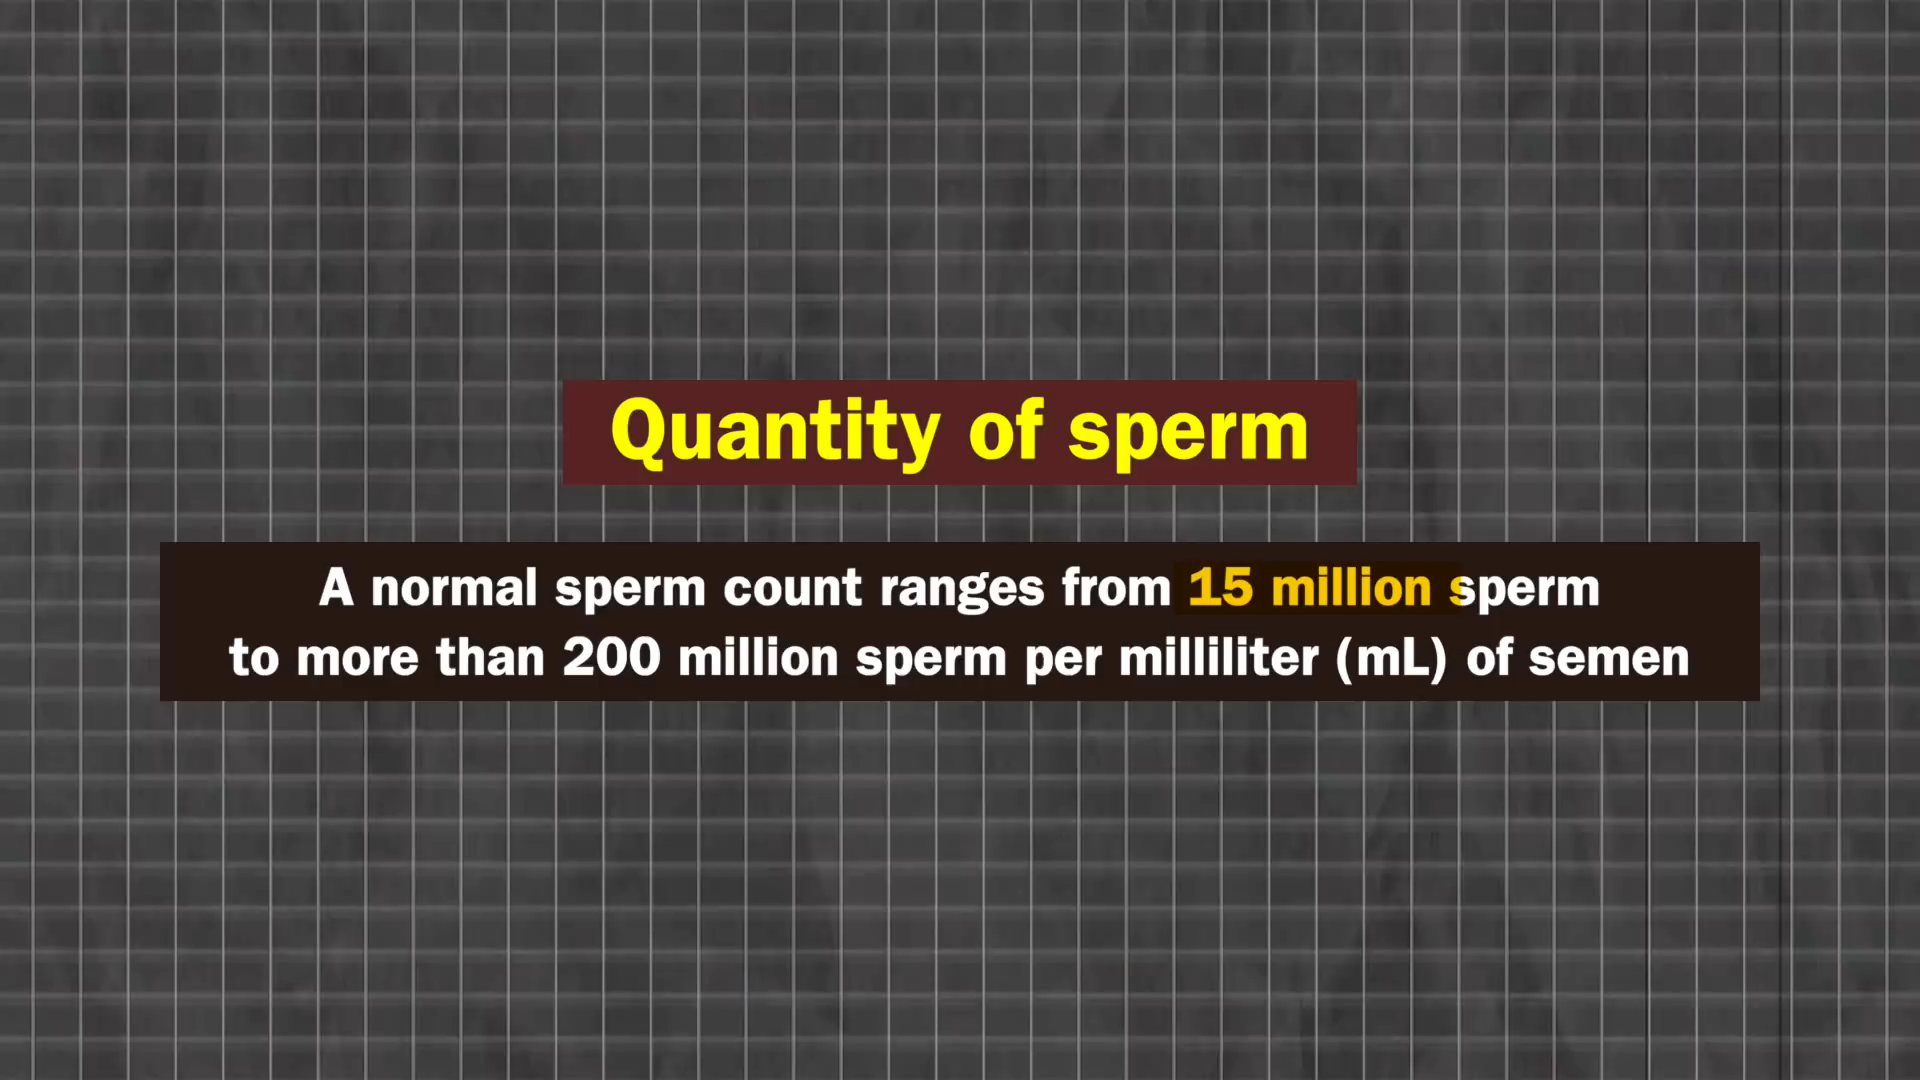 Quantity of sperm
A normal sperm count ranges from 15 million sperm
to more than 200 million sperm per milliliter (mL) of semen